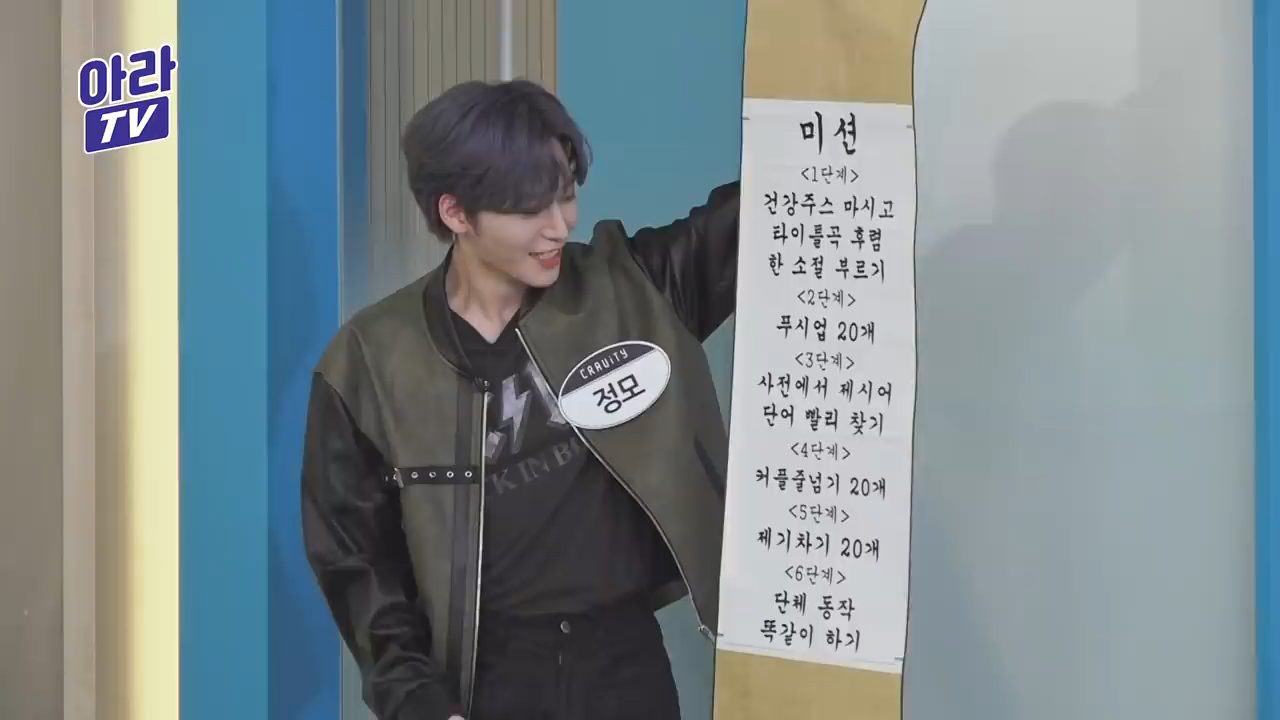 아라
TV
미션
<1단계>
건강주스 마시고
타이틀곡 후렴
한 소절 부르기
<2단계>
푸시업 20개
<3단계>
사전에서 제시어
단어 빨리 찾기
<4단계>
커플줄넘기 20개
<5단계>
제기차기 20개
<6단계>
단체 동작
똑같이 하기
CRAVITY
정모